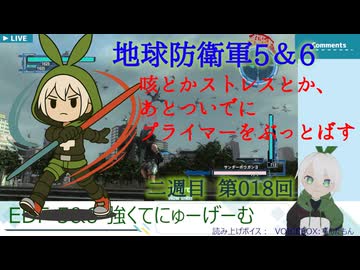 LIVE
Comments
地球防衛軍5&6
咳とかストレスとか、
あとついでに
プライマーをぶっとばす
サンダーボウガン3
二週目 第018回
強くてにゅーげーむ
読み上げボイス: